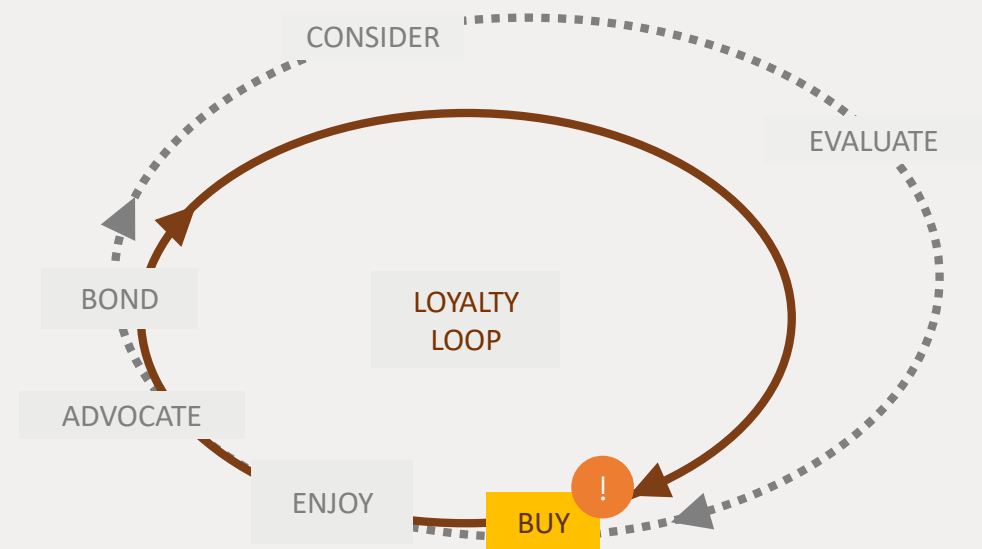 CONSIDER
EVALUATE
BOND
LOYALTY
LOOP
ADVOCATE
ENJOY
!
BUY